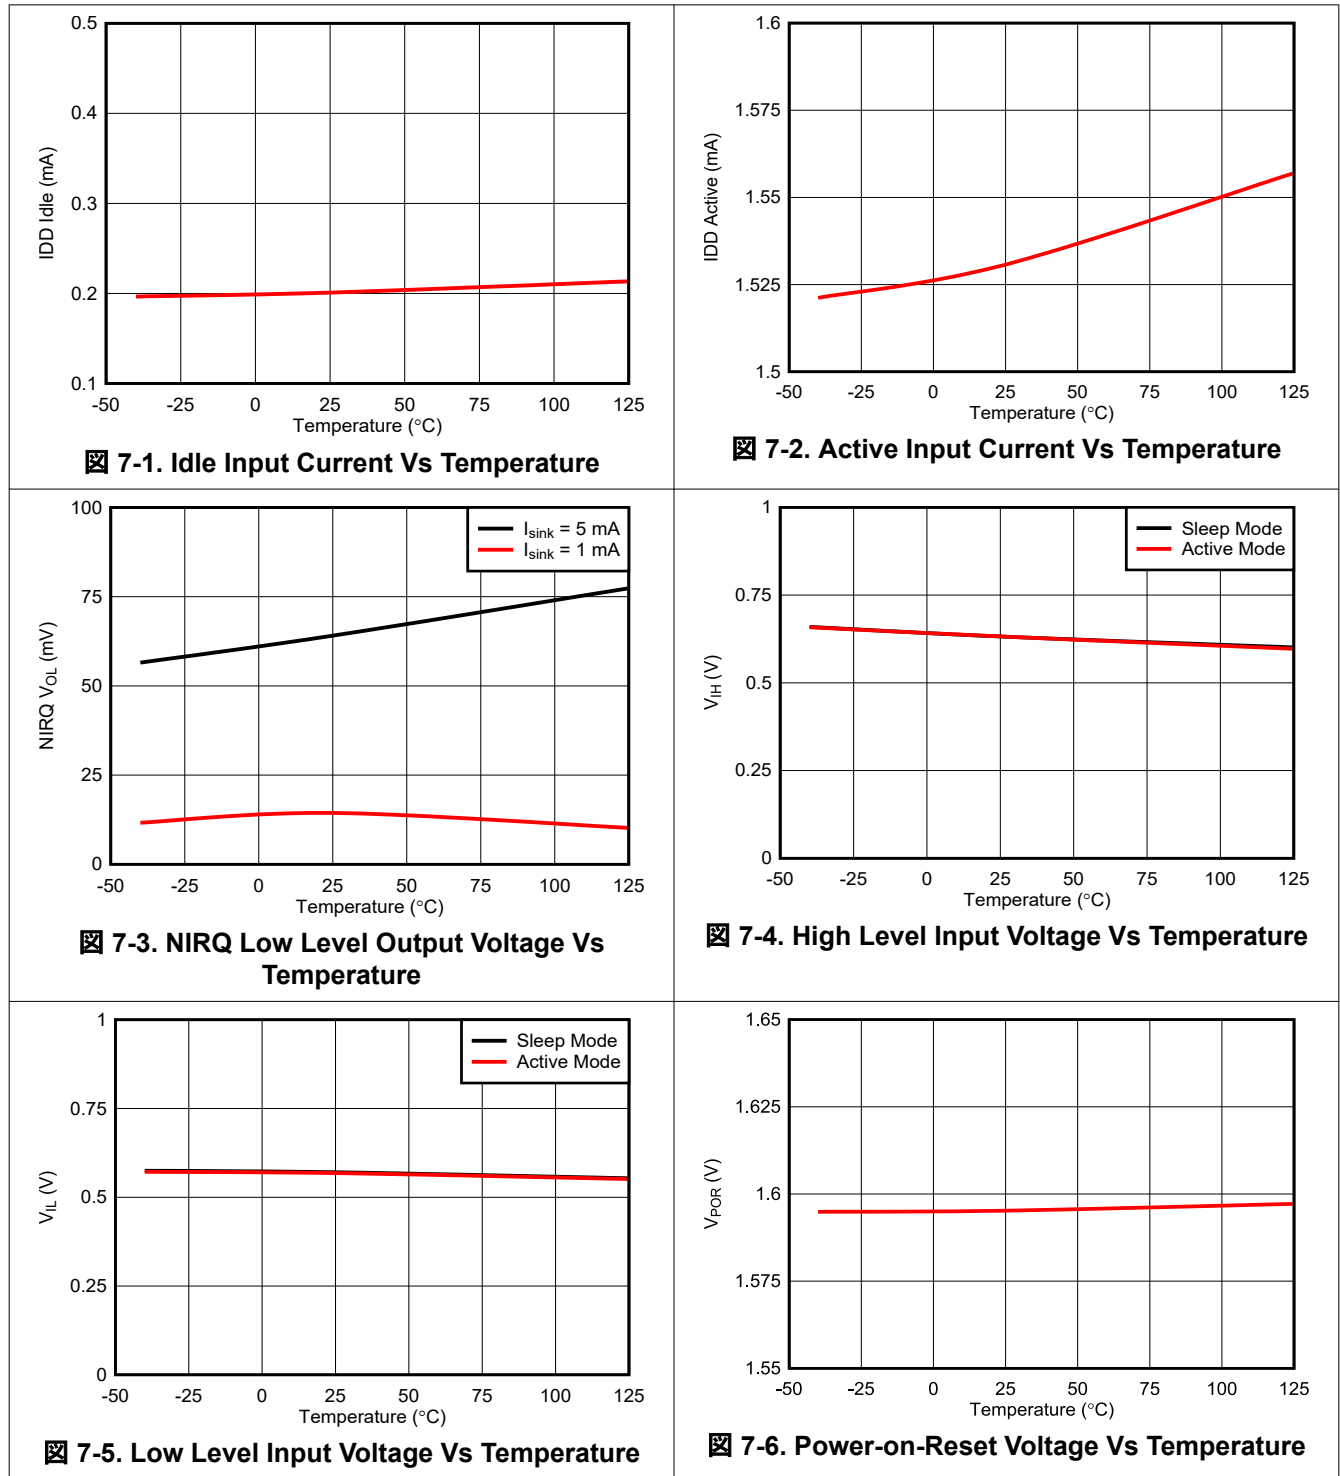 0.5
0.4
0.3
0.2
0.1
IDD Idle (mA)
-50 -25 0 25 50 75 100 125
Temperature (°C)
図 7-1. Idle Input Current Vs Temperature
1.6
1.575
1.55
1.525
1.5
IDD Active (mA)
-50 -25 0 25 50 75 100 125
Temperature (°C)
図 7-2. Active Input Current Vs Temperature
100
75
50
25
0
NIRQ VOL (mV)
Isink = 5 mA
Isink = 1 mA
-50 -25 0 25 50 75 100 125
Temperature (°C)
図 7-3. NIRQ Low Level Output Voltage Vs
Temperature
1
0.75
0.5
0.25
0
VIH (V)
Sleep Mode
Active Mode
-50 -25 0 25 50 75 100 125
Temperature (°C)
図 7-4. High Level Input Voltage Vs Temperature
1
0.75
0.5
0.25
0
VIL (V)
Sleep Mode
Active Mode
-50 -25 0 25 50 75 100 125
Temperature (°C)
図 7-5. Low Level Input Voltage Vs Temperature
1.65
1.625
1.6
1.575
1.55
VPOR (V)
-50 -25 0 25 50 75 100 125
Temperature (°C)
図 7-6. Power-on-Reset Voltage Vs Temperature